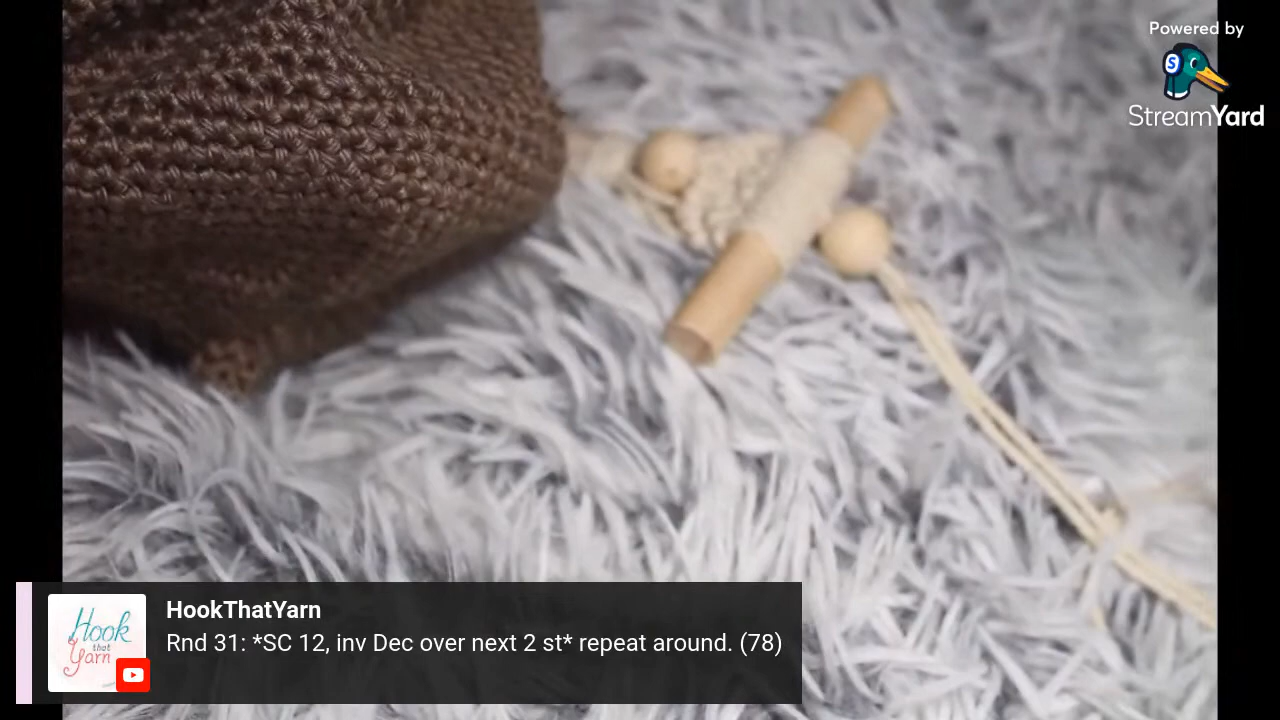 Powered by
S
StreamYard
Hook
that
Yarn
HookThatYarn
Rnd 31: *SC 12, inv Dec over next 2 st* repeat around. (78)